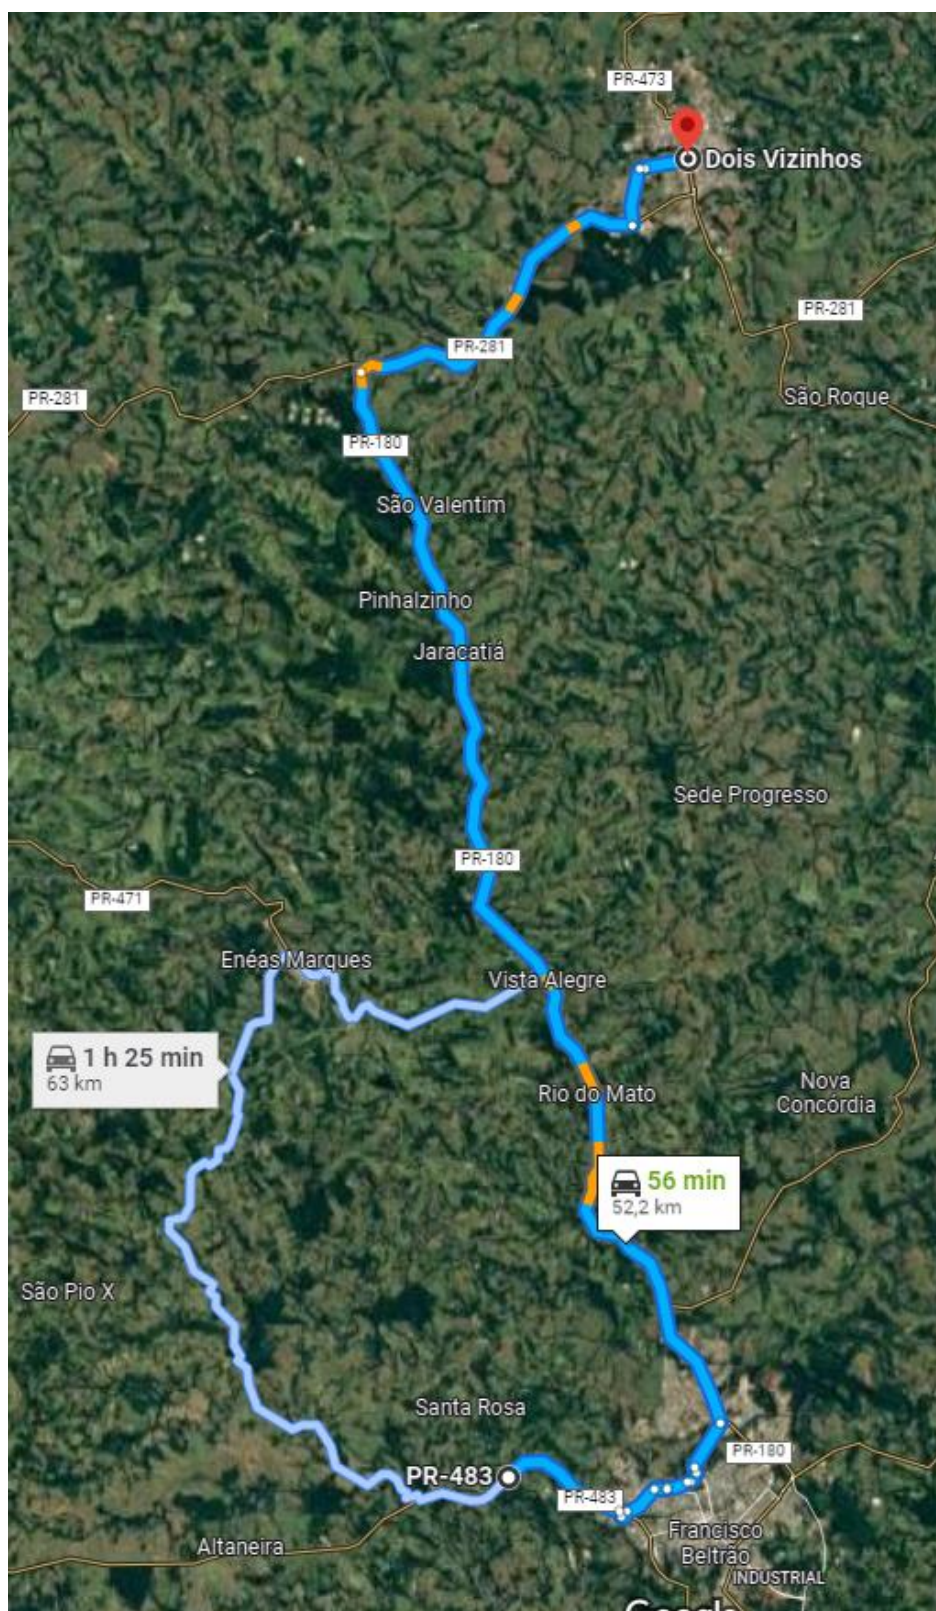 PR-473
Dois Vizinhos
PR-281
PR-281
PR-281
São Roque
PR-180
São Valentim
Pinhalzinho
Jaracatiá
Sede Progresso
PR-180
PR-471
Enéas Marques
Vista Alegre
1 h 25 min
63 km
Rio do Mato
Nova
Concórdia
56 min
52,2 km
São Pio X
Santa Rosa
PR-180
PR-483
PR-483
Francisco
Beltrão
Altaneira
INDUSTRIAL
Google